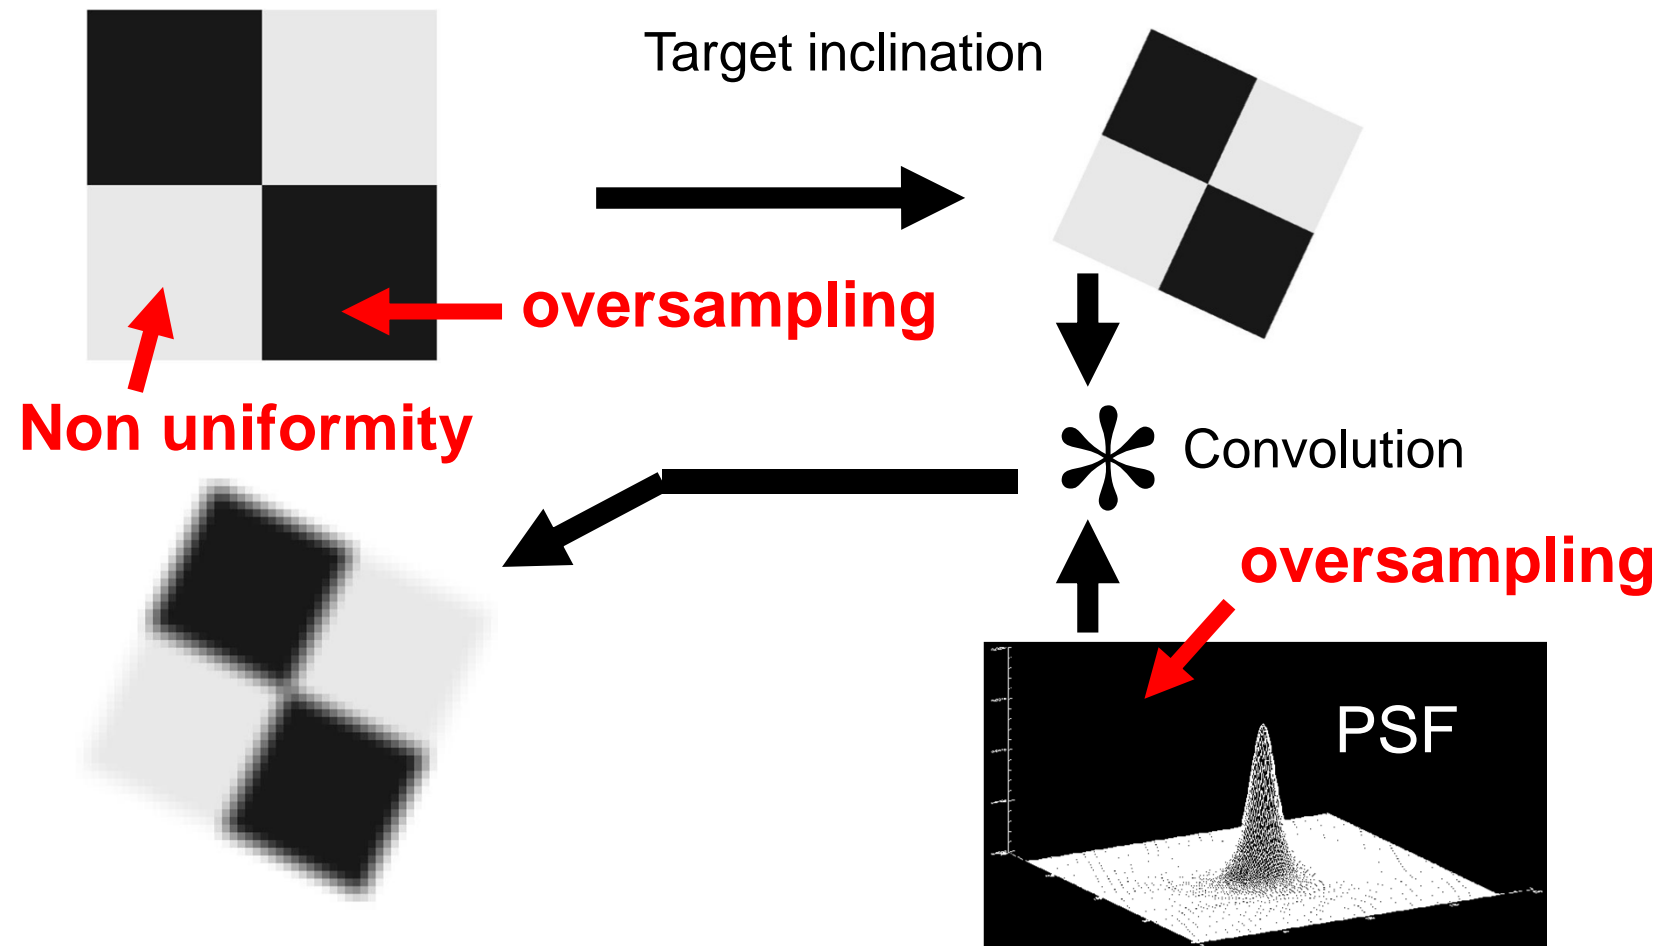 Target inclination
oversampling
Non uniformity
Convolution
oversampling
PSF